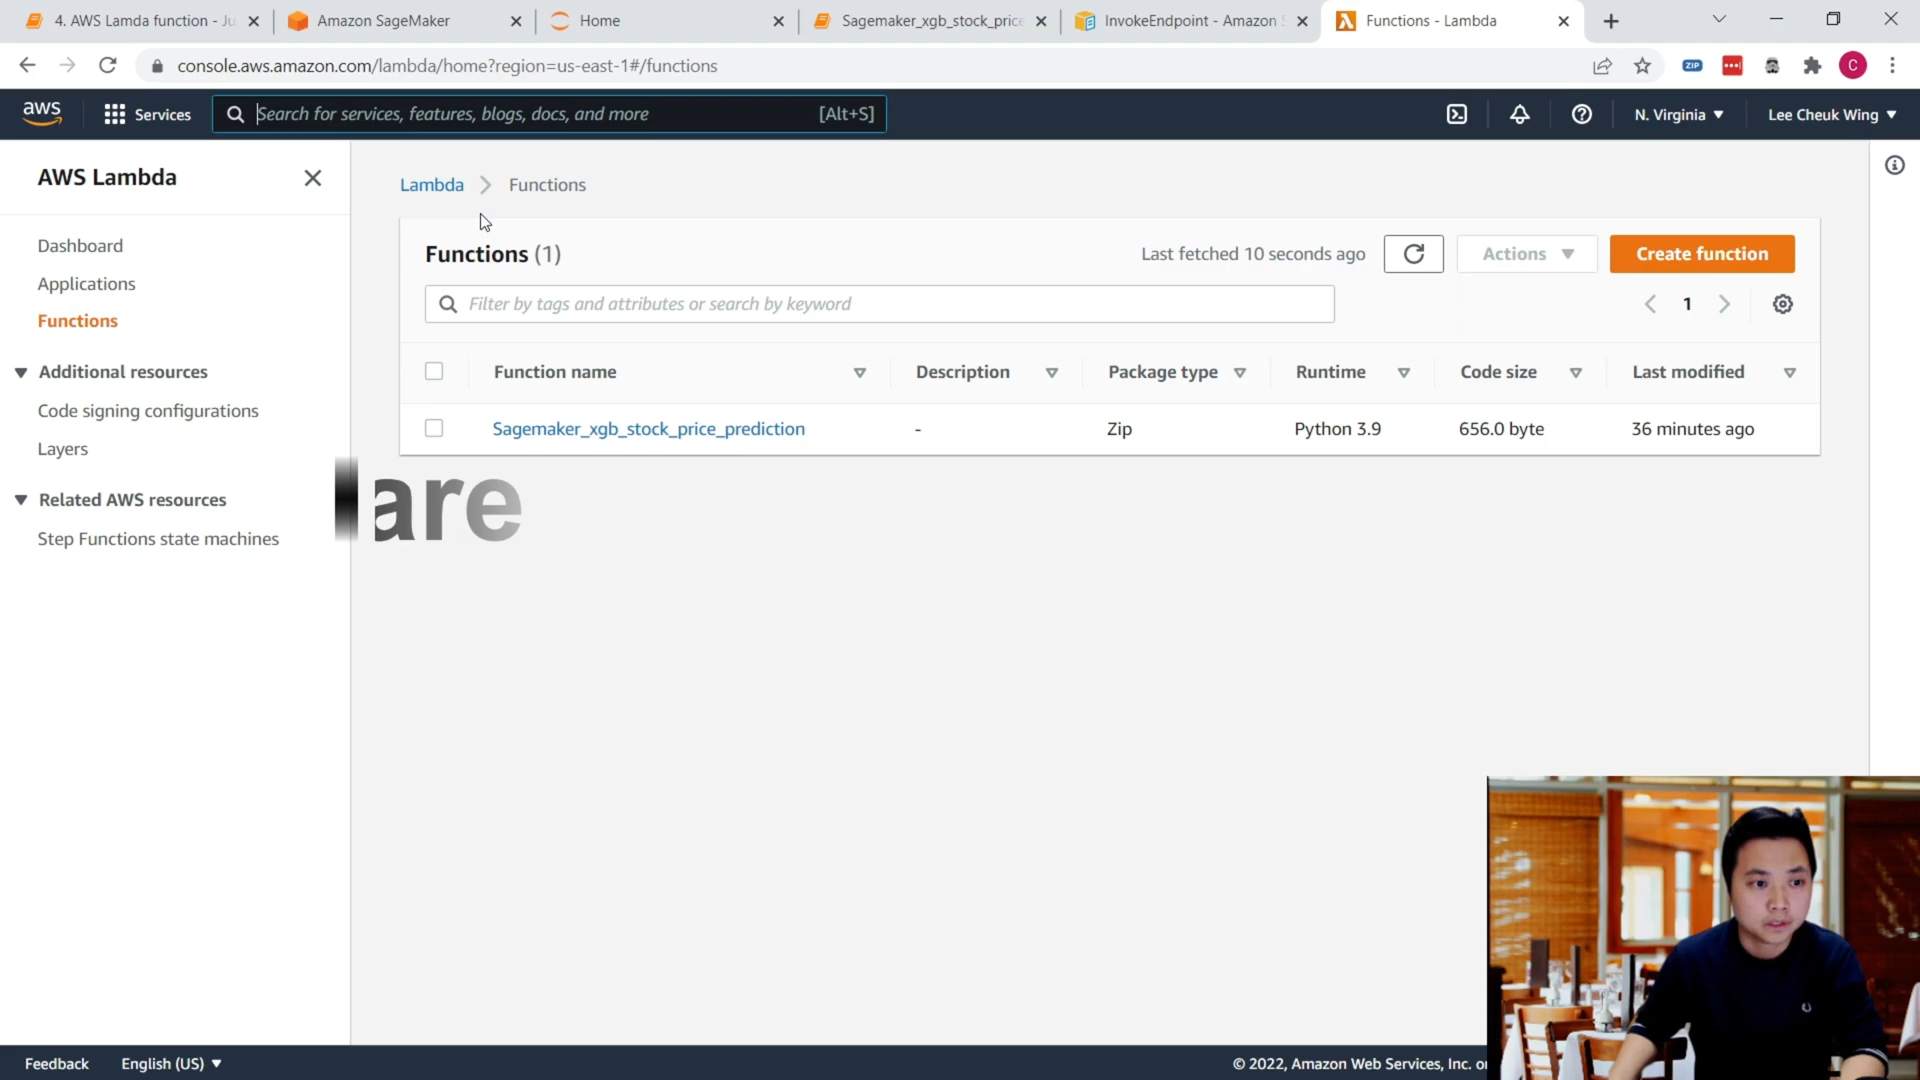 4. AWS Lamda function - Ju
Amazon SageMaker
Home
Sagemaker_xgb_stock_price
InvokeEndpoint - Amazon S
Functions - Lambda
console.aws.amazon.com/lambda/home?region=us-east-1#/functions
ZIP
C
aws
Services
Search for services, features, blogs, docs, and more
[Alt+S]
N. Virginia
Lee Cheuk Wing
AWS Lambda
Dashboard
Applications
Functions
Additional resources
Code signing configurations
Layers
Related AWS resources
Step Functions state machines
Lambda > Functions
Functions (1)
Last fetched 10 seconds ago
Actions
Create function
Filter by tags and attributes or search by keyword
1
Function name
Description
Package type
Runtime
Code size
Last modified
Sagemaker_xgb_stock_price_prediction
-
Zip
Python 3.9
656.0 byte
36 minutes ago
are
Feedback
English (US)
© 2022, Amazon Web Services, Inc. or